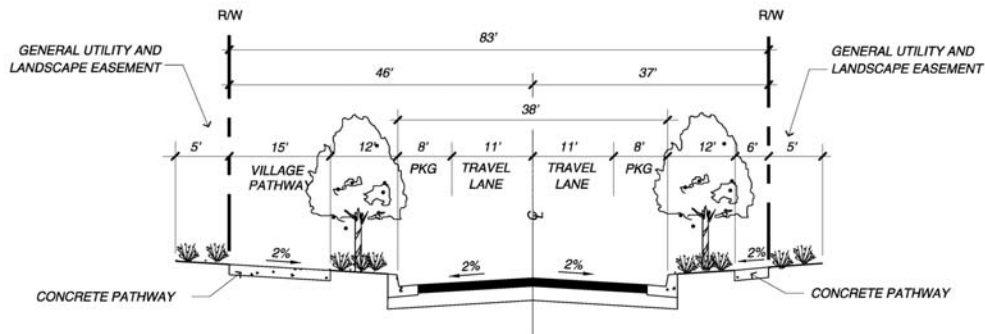 R/W
R/W
83'
GENERAL UTILITY AND
LANDSCAPE EASEMENT
GENERAL UTILITY AND
LANDSCAPE EASEMENT
46'
37'
38'
5'
15'
12'
8'
11'
11'
8'
12'
6'
5'
VILLAGE
PATHWAY
PKG
TRAVEL
LANE
TRAVEL
LANE
PKG
CL
2%
2%
2%
2%
CONCRETE PATHWAY
CONCRETE PATHWAY